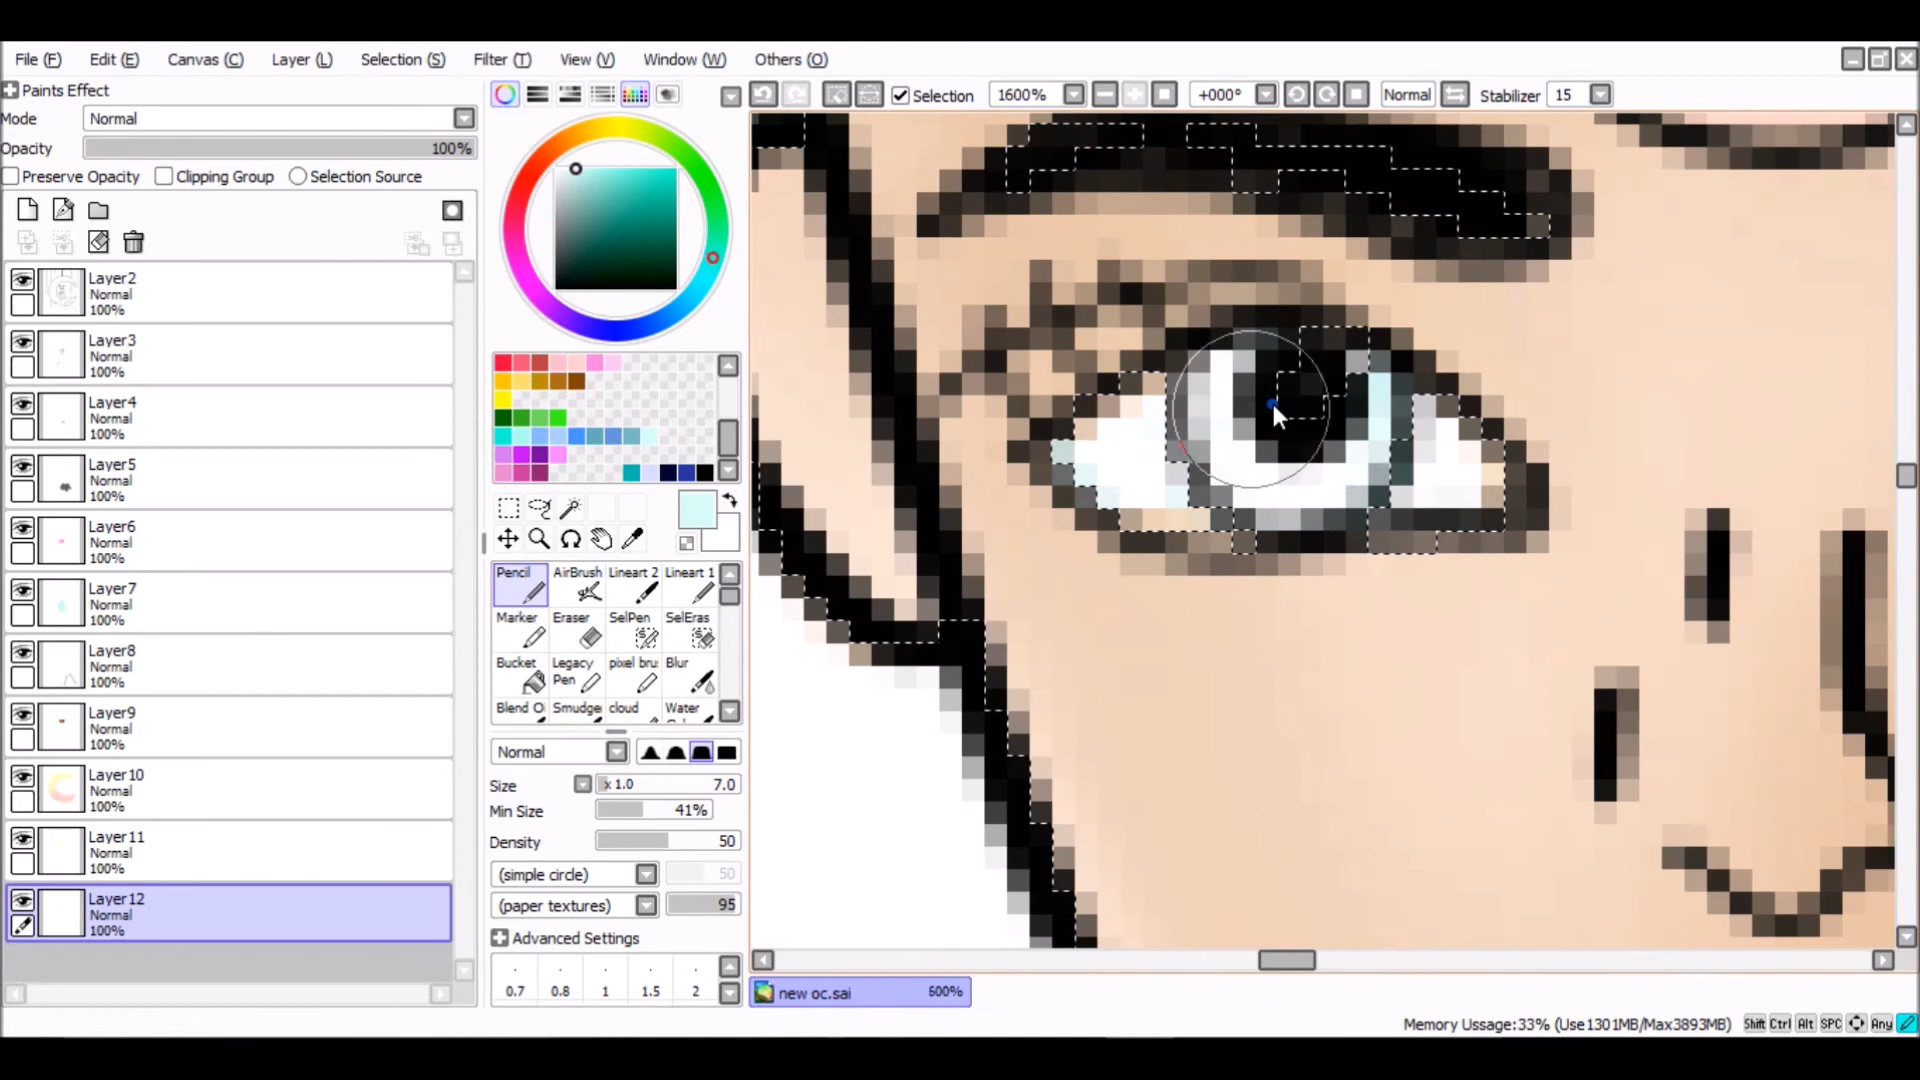 File (F) Edit (E) Canvas (C) Layer (L) Selection (S) Filter (T) View (V) Window (W) Others (O)
Paints Effect
Mode Normal
Opacity 100%
Preserve Opacity Clipping Group Selection Source
Layer2
Normal
100%
Layer3
Normal
100%
Layer4
Normal
100%
Layer5
Normal
100%
Layer6
Normal
100%
Layer7
Normal
100%
Layer8
Normal
100%
Layer9
Normal
100%
Layer10
Normal
100%
Layer11
Normal
100%
Layer12
Normal
100%
Selection 1600% +000° Normal Stabilizer 15
Pencil AirBrush Lineart 2 Lineart 1
Marker Eraser SelPen SelEras
Bucket Legacy Pen pixel bru Blur
Blend O Smudge cloud Water
Normal
Size x 1.0 7.0
Min Size 41%
Density 50
(simple circle) 50
(paper textures) 95
Advanced Settings
0.7 0.8 1 1.5 2
new oc.sai 600%
Memory Ussage:33% (Use1301MB/Max3893MB) Shift Ctrl Alt SPC Any